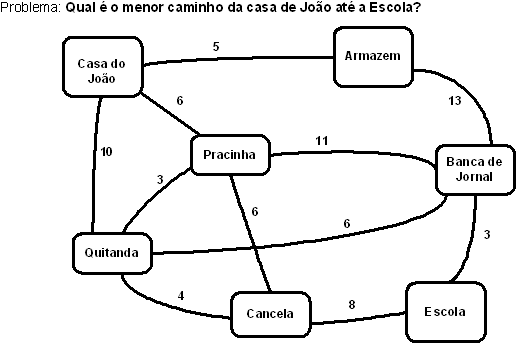 Problema: Qual é o menor caminho da casa de João até a Escola?
Casa do
João
5
Armazem
6
13
10
Pracinha
11
Banca de
Jornal
3
6
6
3
Quitanda
4
Cancela
8
Escola